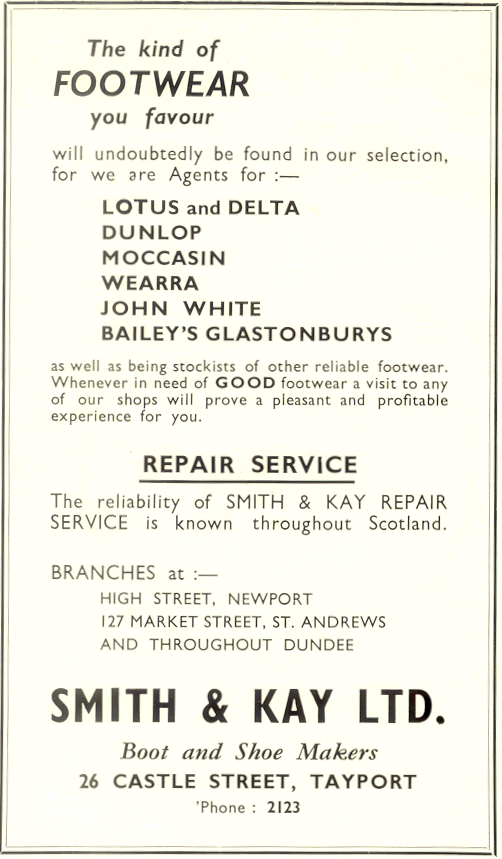 The kind of
FOOTWEAR
you favour
will undoubtedly be found in our selection,
for we are Agents for :—
LOTUS and DELTA
DUNLOP
MOCCASIN
WEARRA
JOHN WHITE
BAILEY'S GLASTONBURYS
as well as being stockists of other reliable footwear.
Whenever in need of GOOD footwear a visit to any
of our shops will prove a pleasant and profitable
experience for you.
REPAIR SERVICE
The reliability of SMITH & KAY REPAIR
SERVICE is known throughout Scotland.
BRANCHES at :—
HIGH STREET, NEWPORT
127 MARKET STREET, ST. ANDREWS
AND THROUGHOUT DUNDEE
SMITH & KAY LTD.
Boot and Shoe Makers
26 CASTLE STREET, TAYPORT
'Phone : 2123